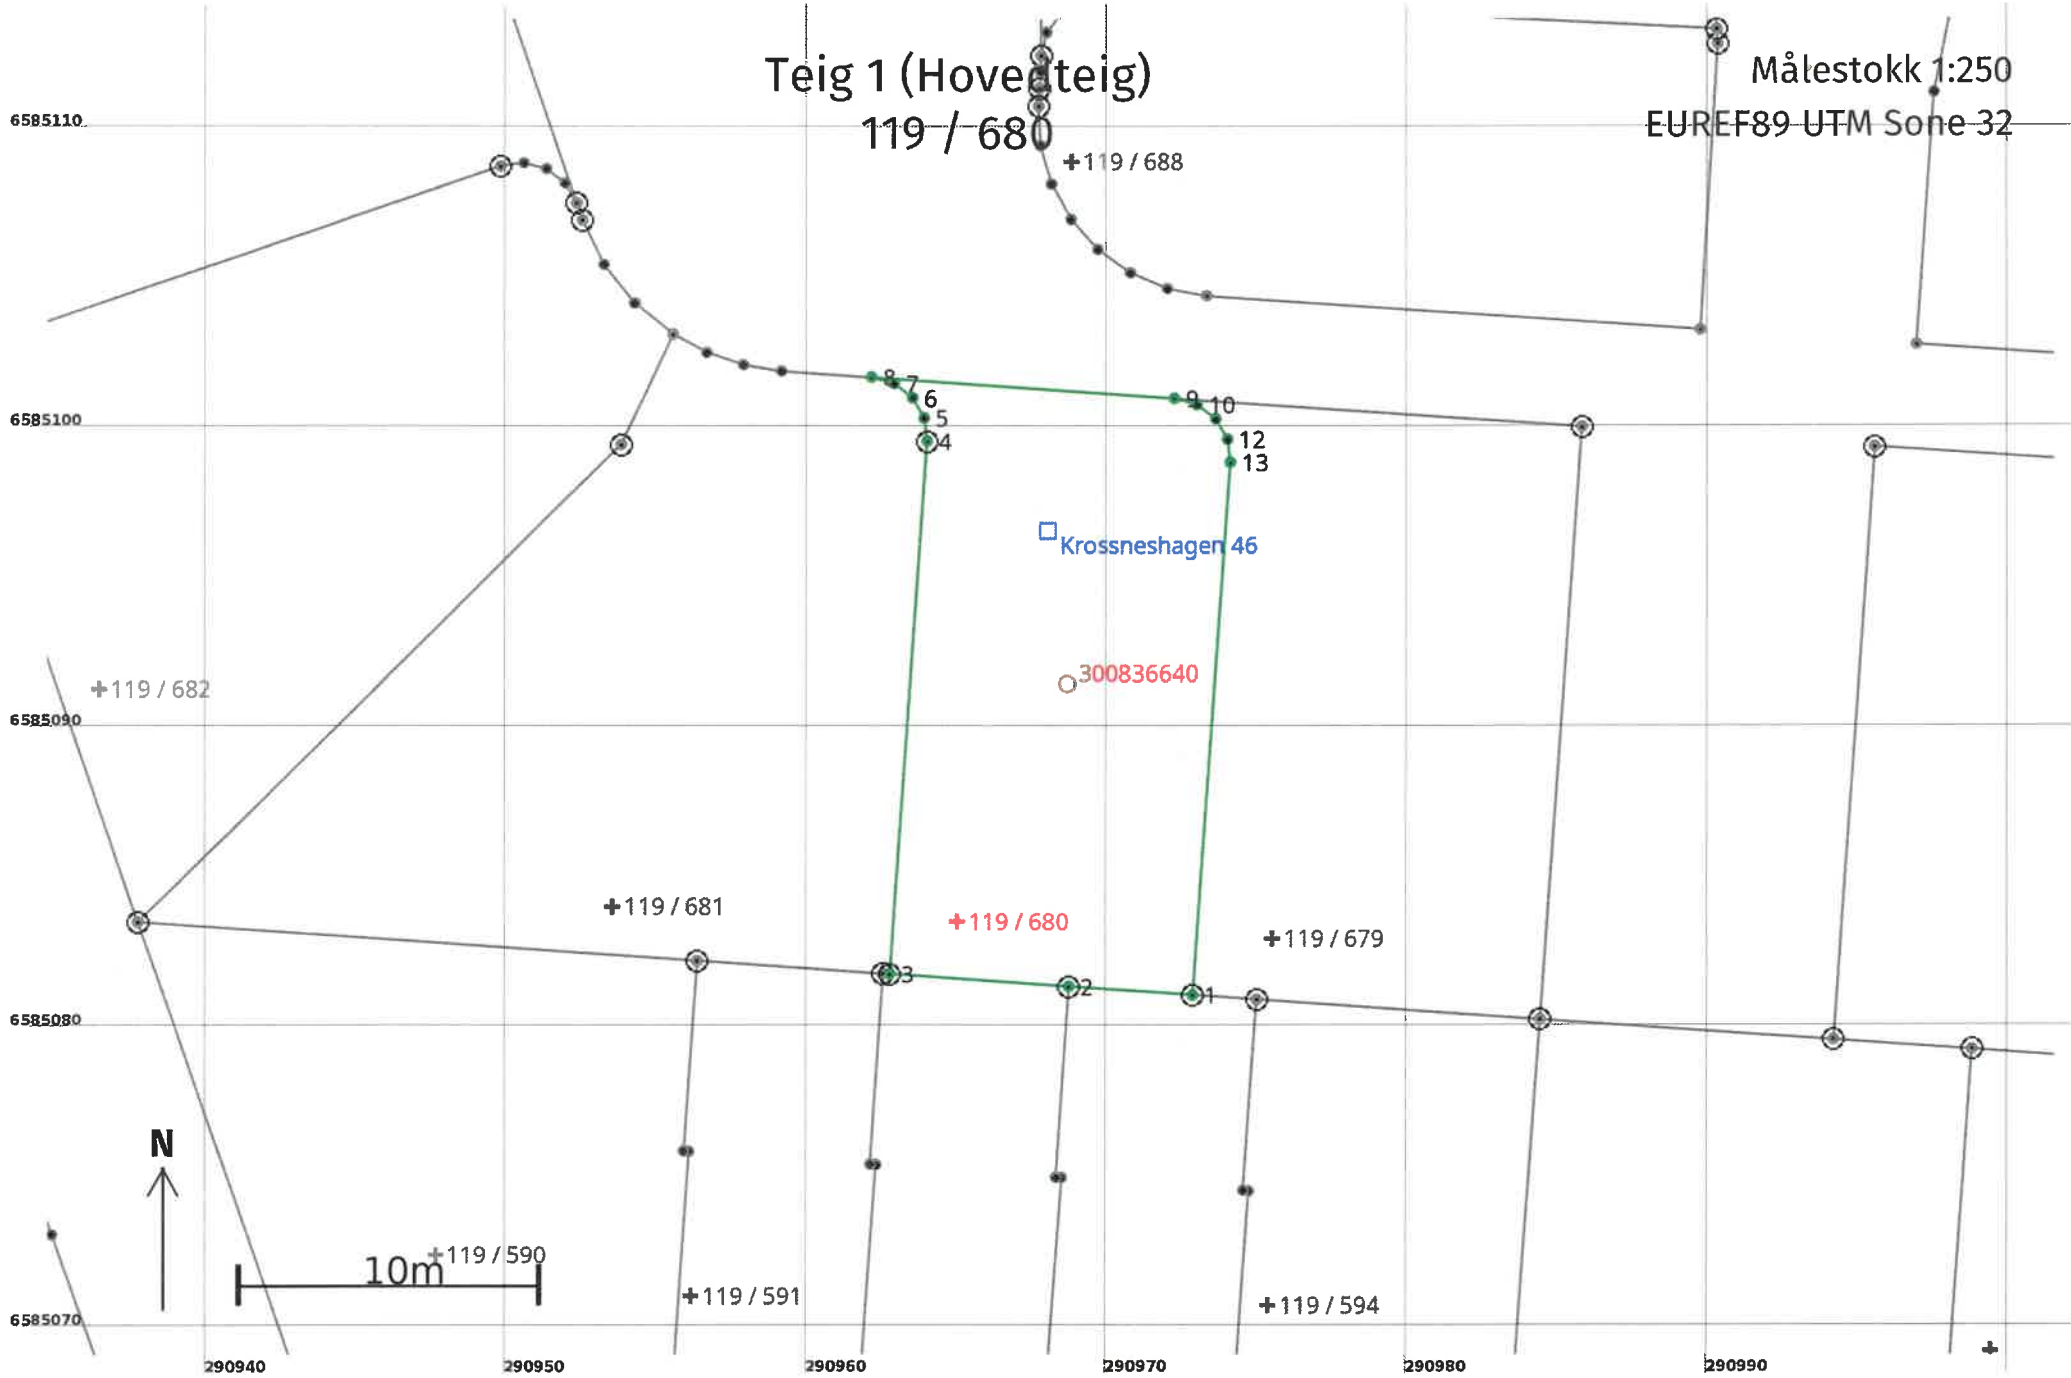 Teig 1 (Hovedteig)
119 / 680
Målestokk 1:250
EUREF89 UTM Sone 32
6585110
+119 / 688
8
7
6
5
4
9
10
12
13
6585100
Krossneshagen 46
300836640
+119 / 682
6585090
+119 / 681
+119 / 680
+119 / 679
3
2
1
6585080
N
10m
+119 / 590
+119 / 591
+119 / 594
6585070
290940
290950
290960
290970
290980
290990